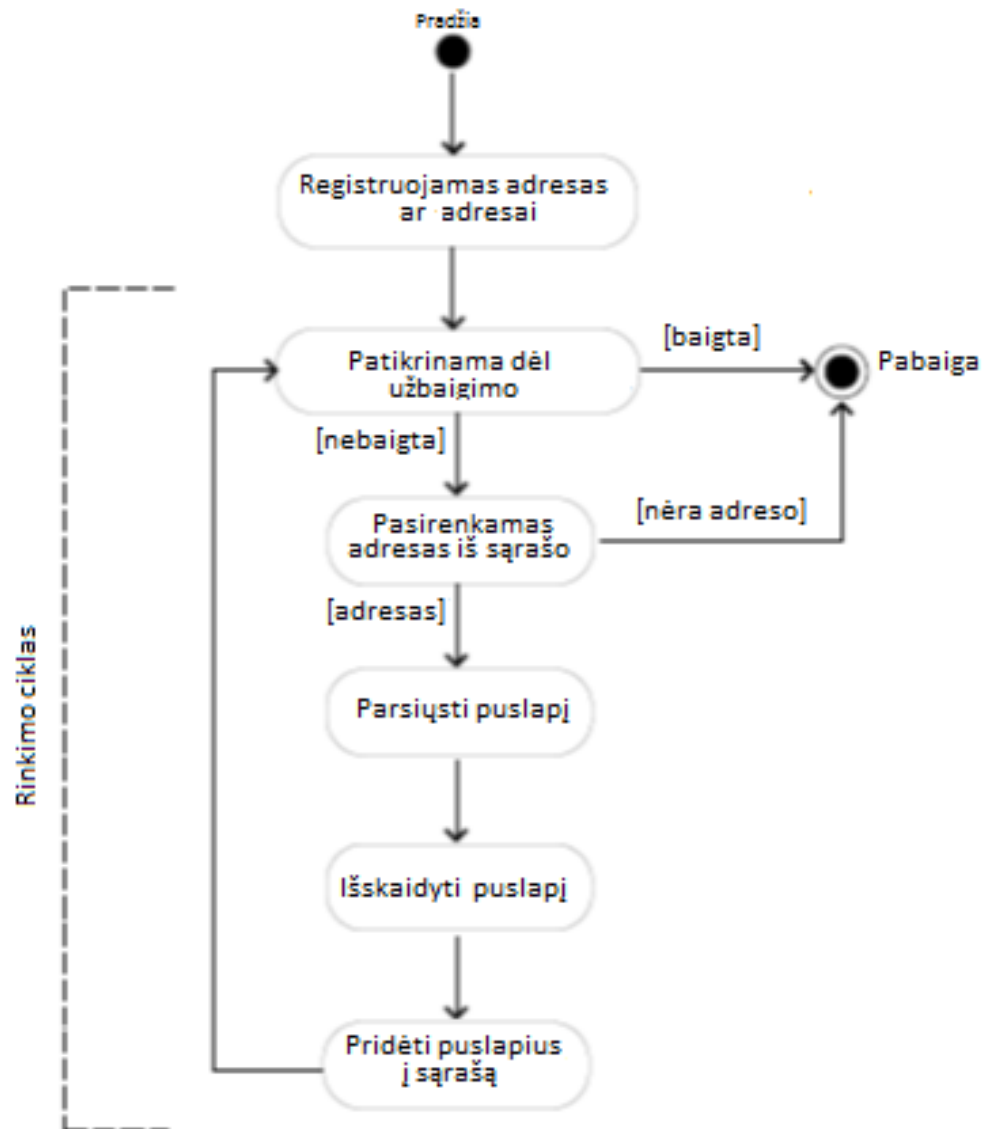 Pradžia
Registruojamas adresas
ar adresai
Patikrinama dėl
užbaigimo
[baigta]
Pabaiga
[nebaigta]
Pasirenkamas
adresas iš sąrašo
[nėra adreso]
[adresas]
Parsiųsti puslapį
Rinkimo ciklas
Išskaidyti puslapį
Pridėti puslapius
į sąrašą